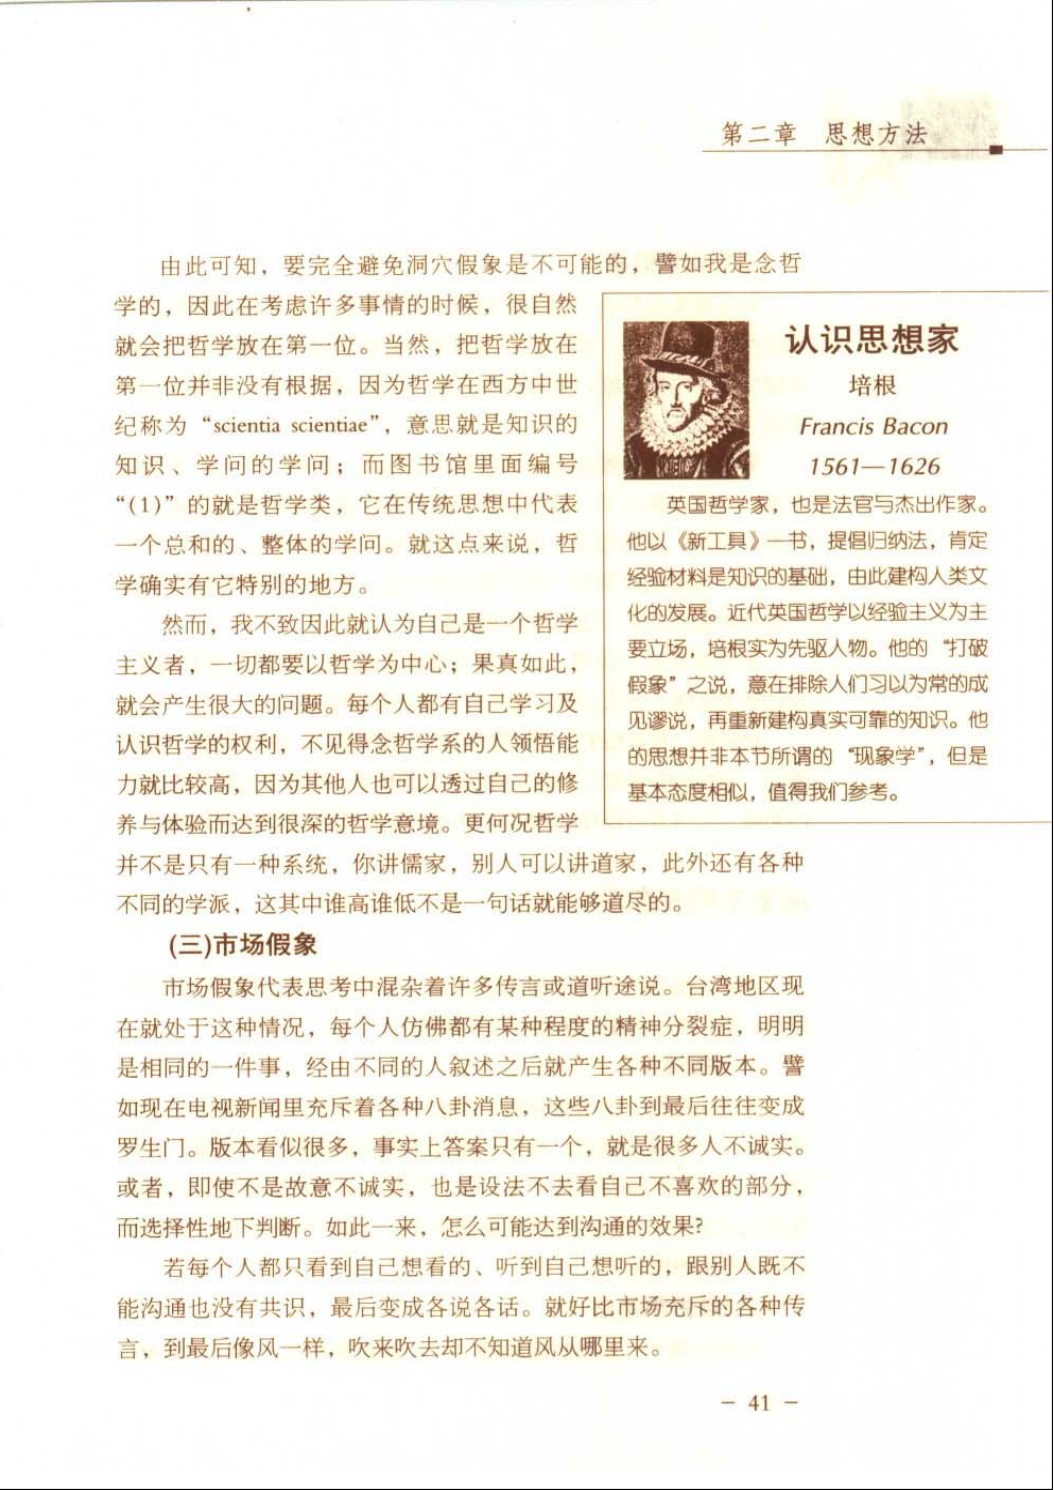 第二章 思想方法
由此可知，要完全避免洞穴假象是不可能的，譬如我是念哲
学的，因此在考虑许多事情的时候，很自然
就会把哲学放在第一位。当然，把哲学放在
第一位并非没有根据，因为哲学在西方中世
纪称为“scientia scientiae”，意思就是知识的
知识、学问的学问；而图书馆里面编号
“(1)”的就是哲学类，它在传统思想中代表
一个总和的、整体的学问。就这点来说，哲
学确实有它特别的地方。
然而，我不致因此就认为自己是一个哲学
主义者，一切都要以哲学为中心；果真如此，
就会产生很大的问题。每个人都有自己学习及
认识哲学的权利，不见得念哲学系的人领悟能
力就比较高，因为其他人也可以透过自己的修
养与体验而达到很深的哲学意境。更何况哲学
并不是只有一种系统，你讲儒家，别人可以讲道家，此外还有各种
不同的学派，这其中谁高谁低不是一句话就能够道尽的。
认识思想家
培根
Francis Bacon
1561—1626
英国哲学家，也是法官与杰出作家。
他以《新工具》一书，提倡归纳法，肯定
经验材料是知识的基础，由此建构人类文
化的发展。近代英国哲学以经验主义为主
要立场，培根实为先驱人物。他的“打破
假象”之说，意在排除人们习以为常的成
见谬说，再重新建构真实可靠的知识。他
的思想并非本节所谓的“现象学”，但是
基本态度相似，值得我们参考。
(三)市场假象
市场假象代表思考中混杂着许多传言或道听途说。台湾地区现
在就处于这种情况，每个人仿佛都有某种程度的精神分裂症，明明
是相同的一件事，经由不同的人叙述之后就产生各种不同版本。譬
如现在电视新闻里充斥着各种八卦消息，这些八卦到最后往往变成
罗生门。版本看似很多，事实上答案只有一个，就是很多人不诚实。
或者，即使不是故意不诚实，也是设法不去看自己不喜欢的部分，
而选择性地下判断。如此一来，怎么可能达到沟通的效果?
若每个人都只看到自己想看的、听到自己想听的，跟别人既不
能沟通也没有共识，最后变成各说各话。就好比市场充斥的各种传
言，到最后像风一样，吹来吹去却不知道风从哪里来。
- 41 -